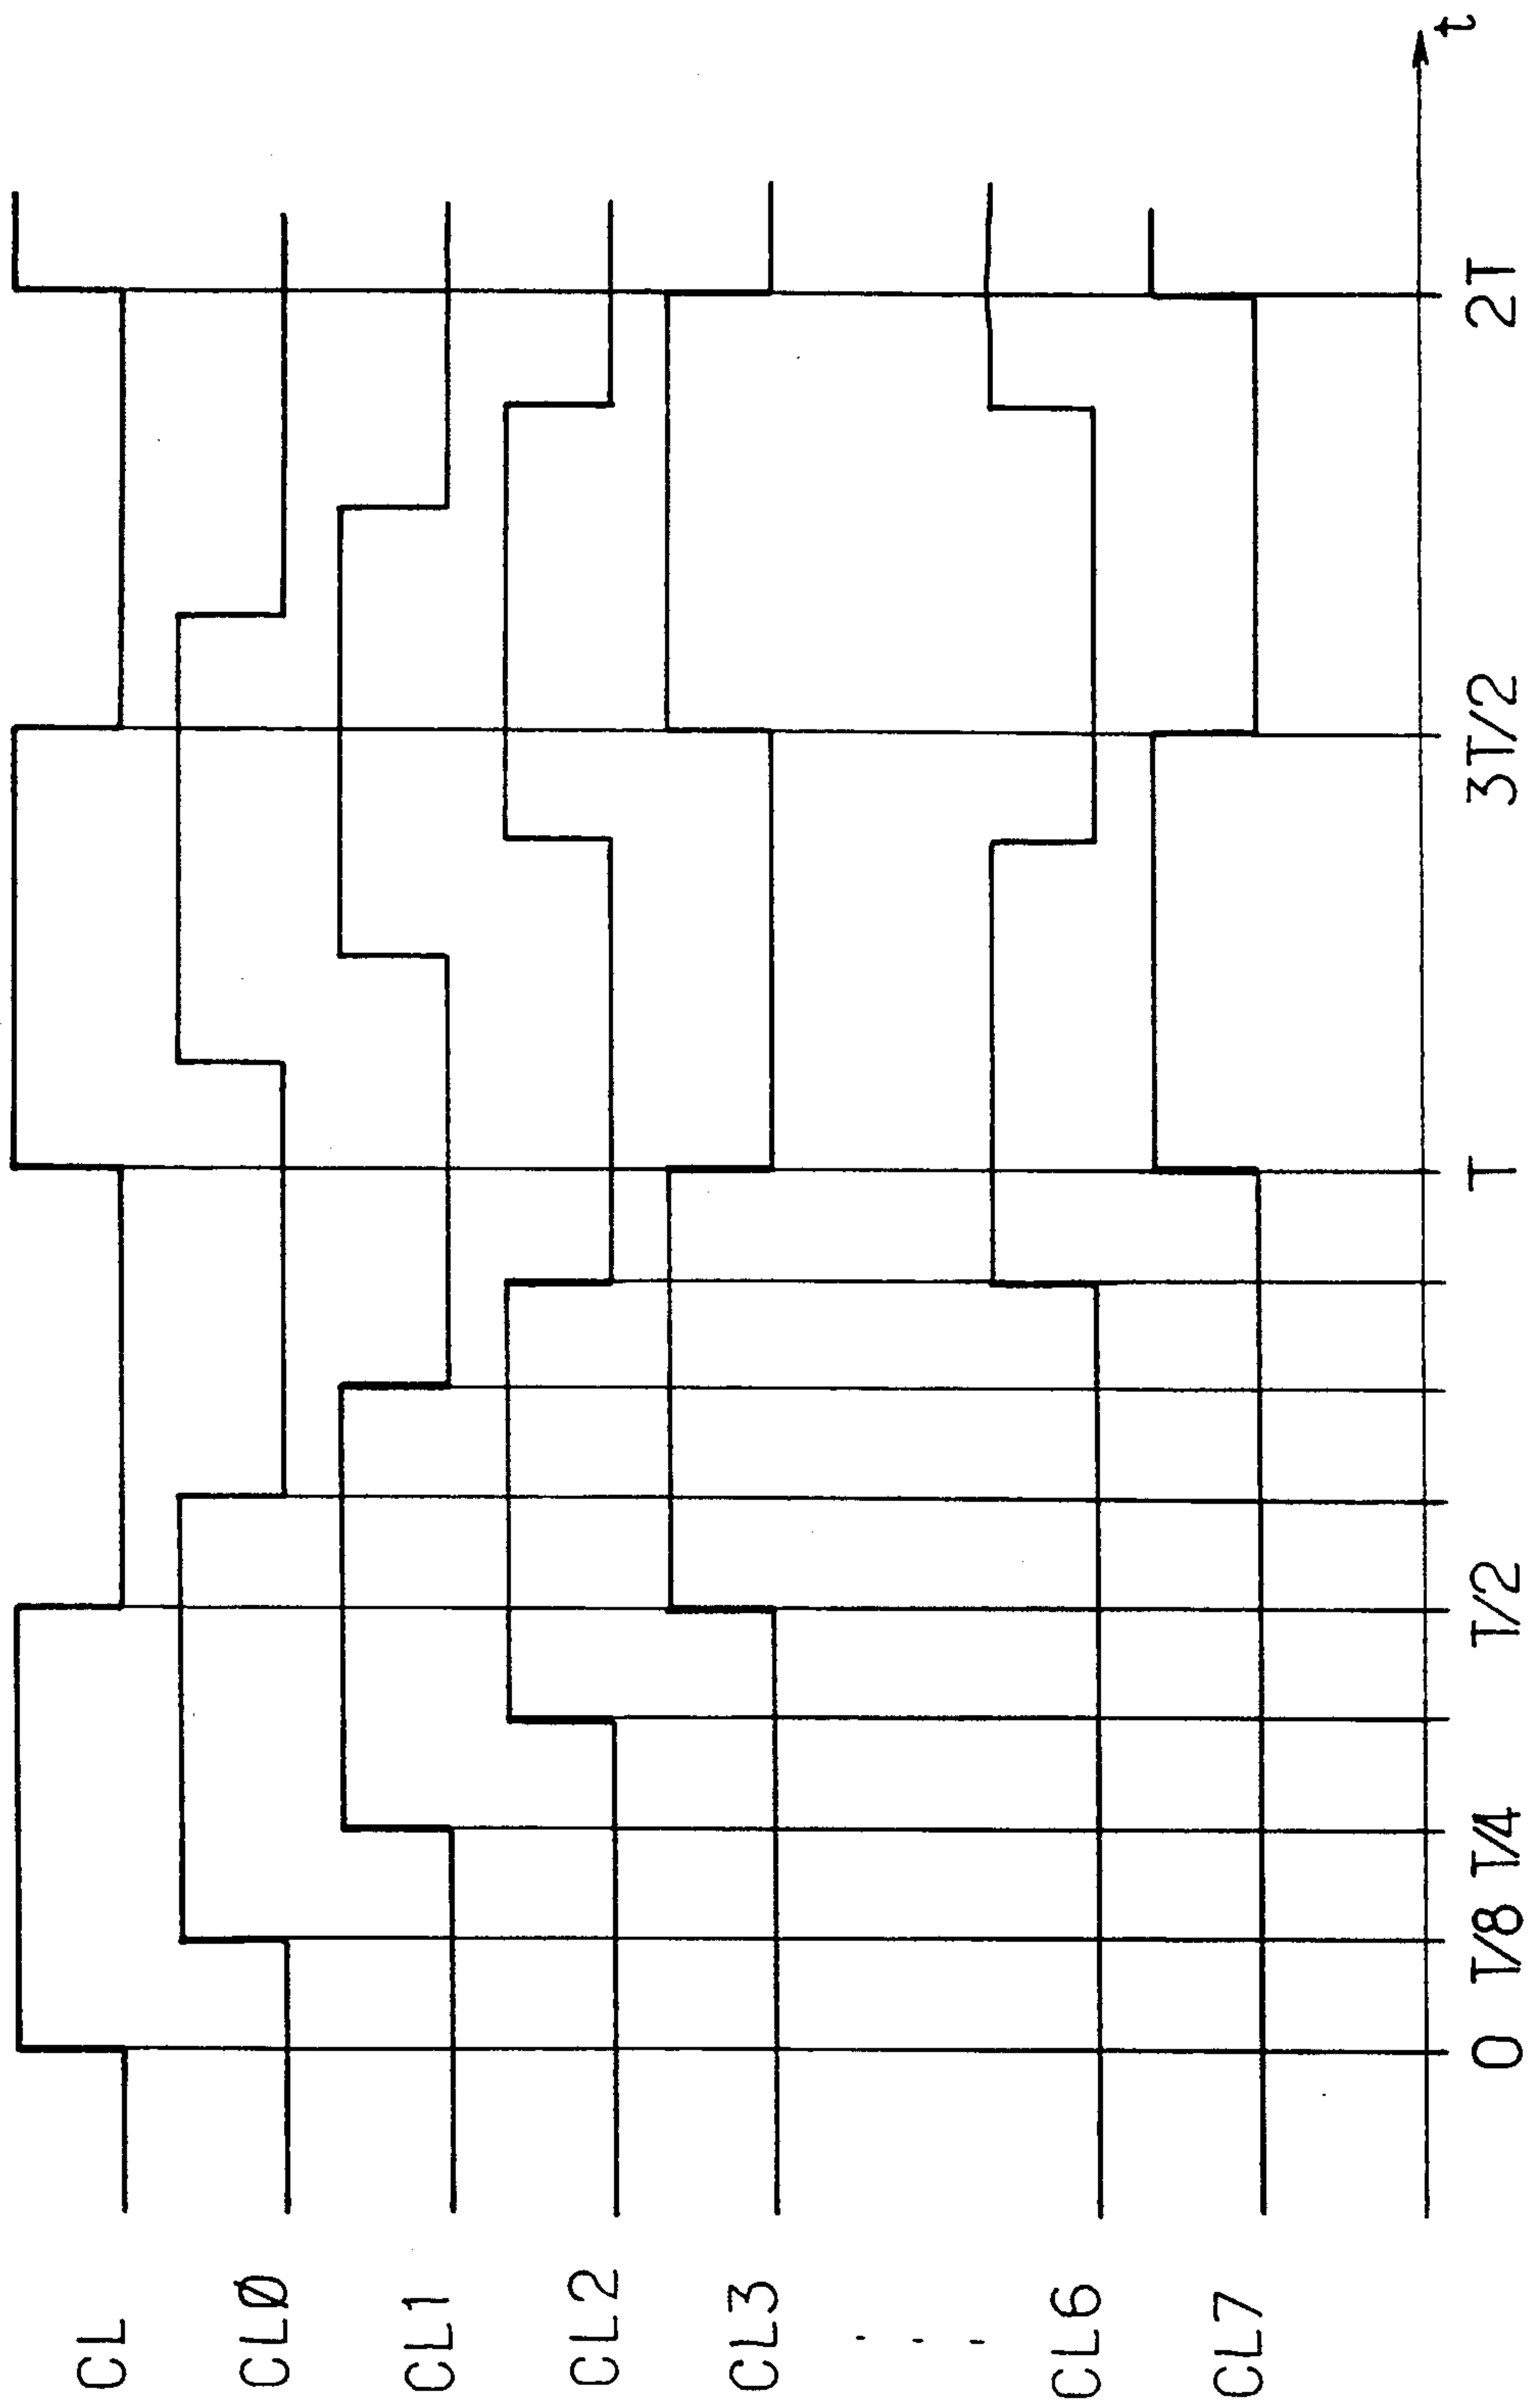 CL
CLØ
CL1
CL2
CL3
CL6
CL7
0 T/8 T/4 T/2 T 3T/2 2T
t